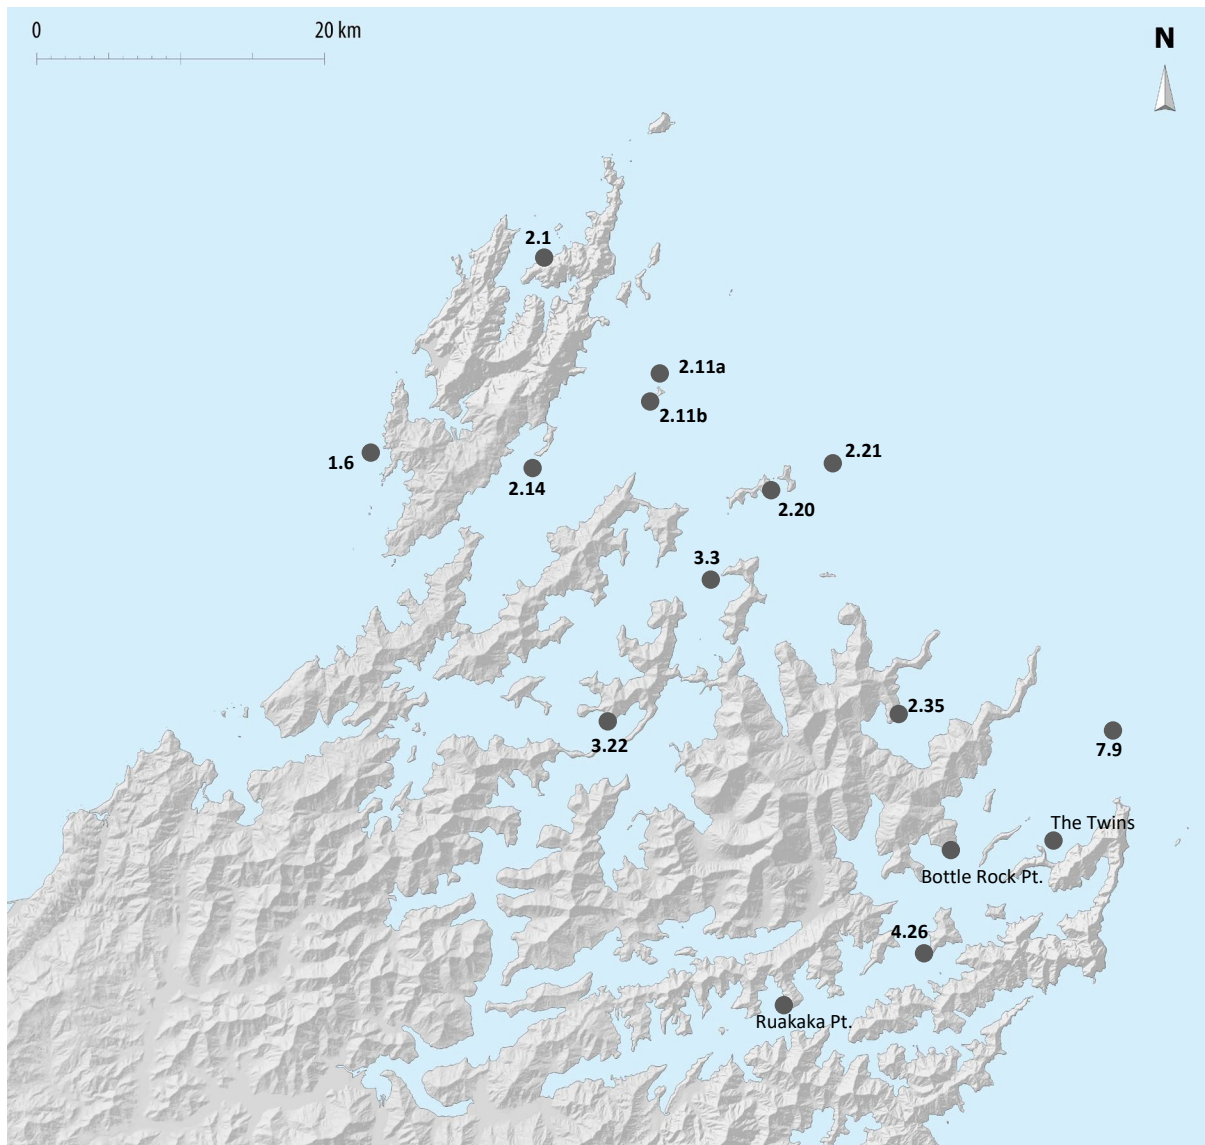 0 20 km
N
2.1
2.11a
2.11b
2.21
1.6
2.14
2.20
3.3
2.35
3.22
7.9
The Twins
Bottle Rock Pt.
4.26
Ruakaka Pt.